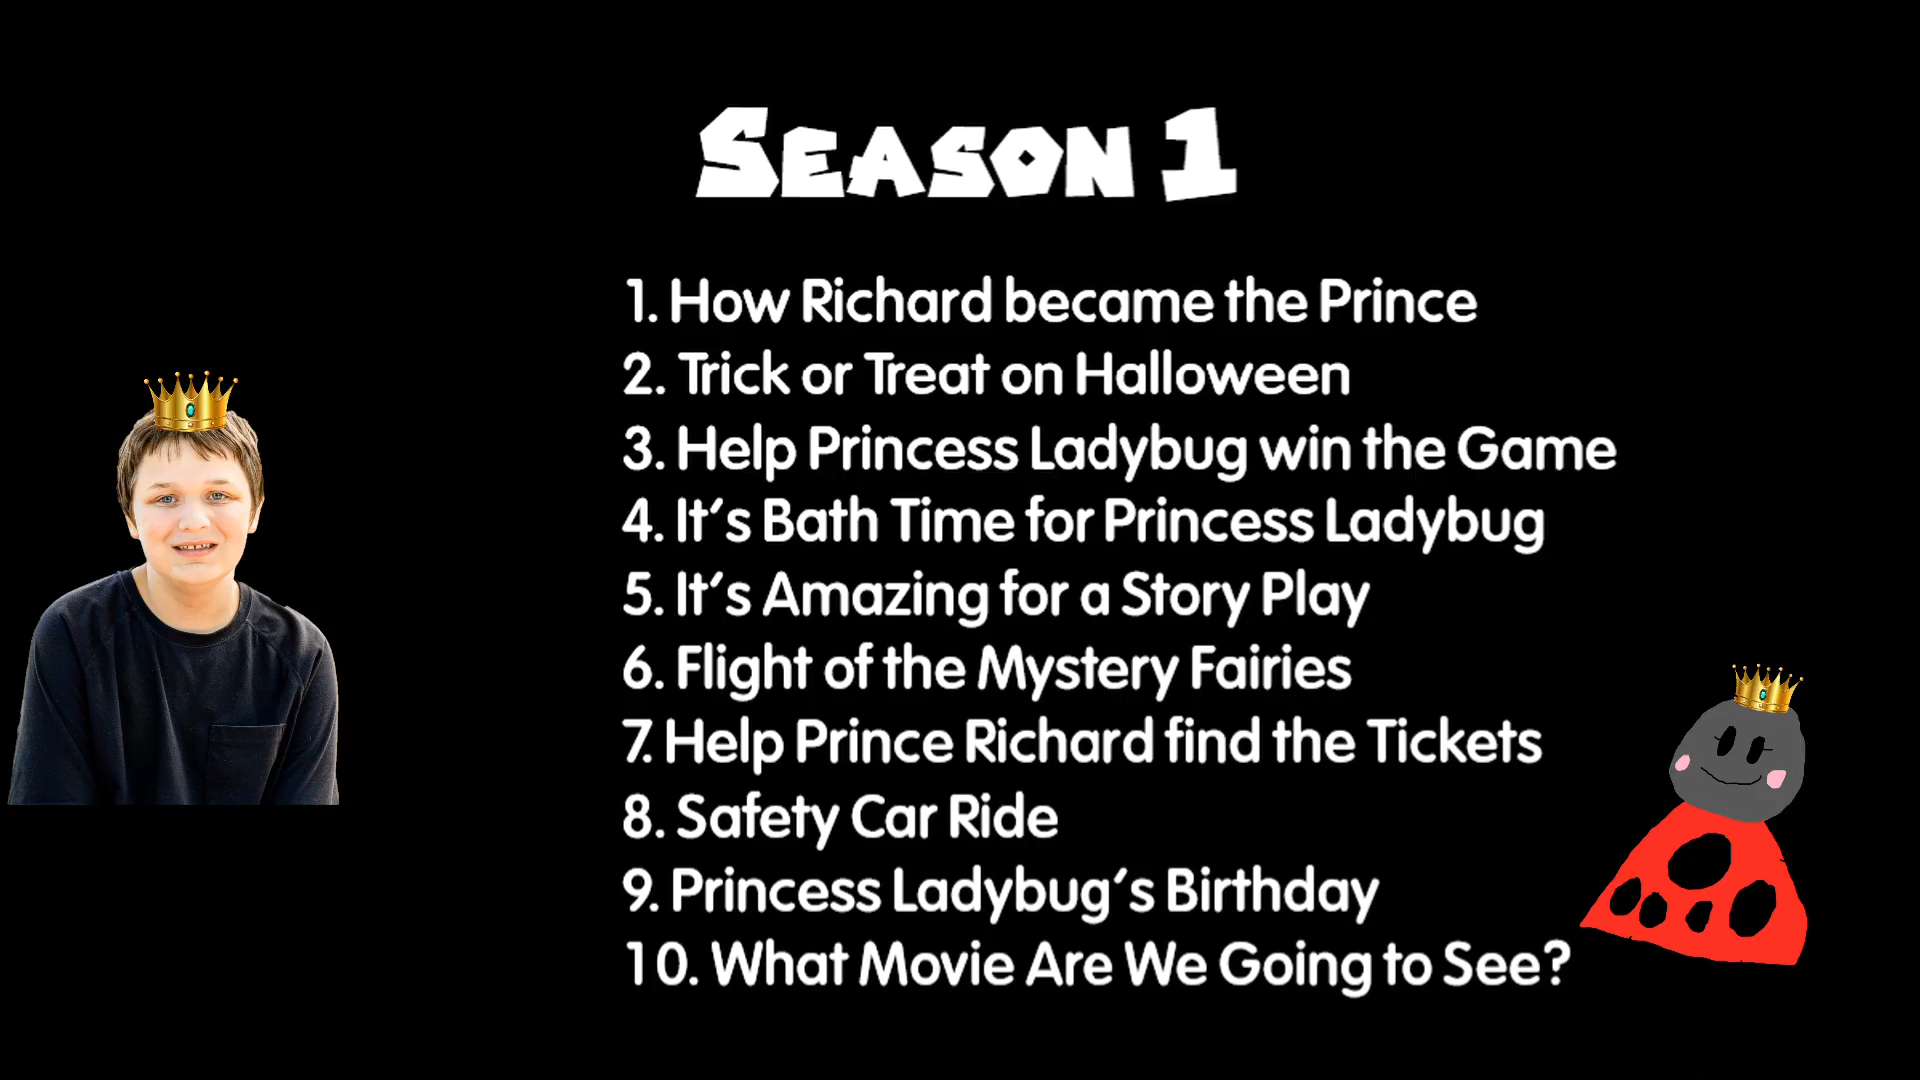 SEASON 1
1. How Richard became the Prince
2. Trick or Treat on Halloween
3. Help Princess Ladybug win the Game
4. It's Bath Time for Princess Ladybug
5. It's Amazing for a Story Play
6. Flight of the Mystery Fairies
7. Help Prince Richard find the Tickets
8. Safety Car Ride
9. Princess Ladybug's Birthday
10. What Movie Are We Going to See?